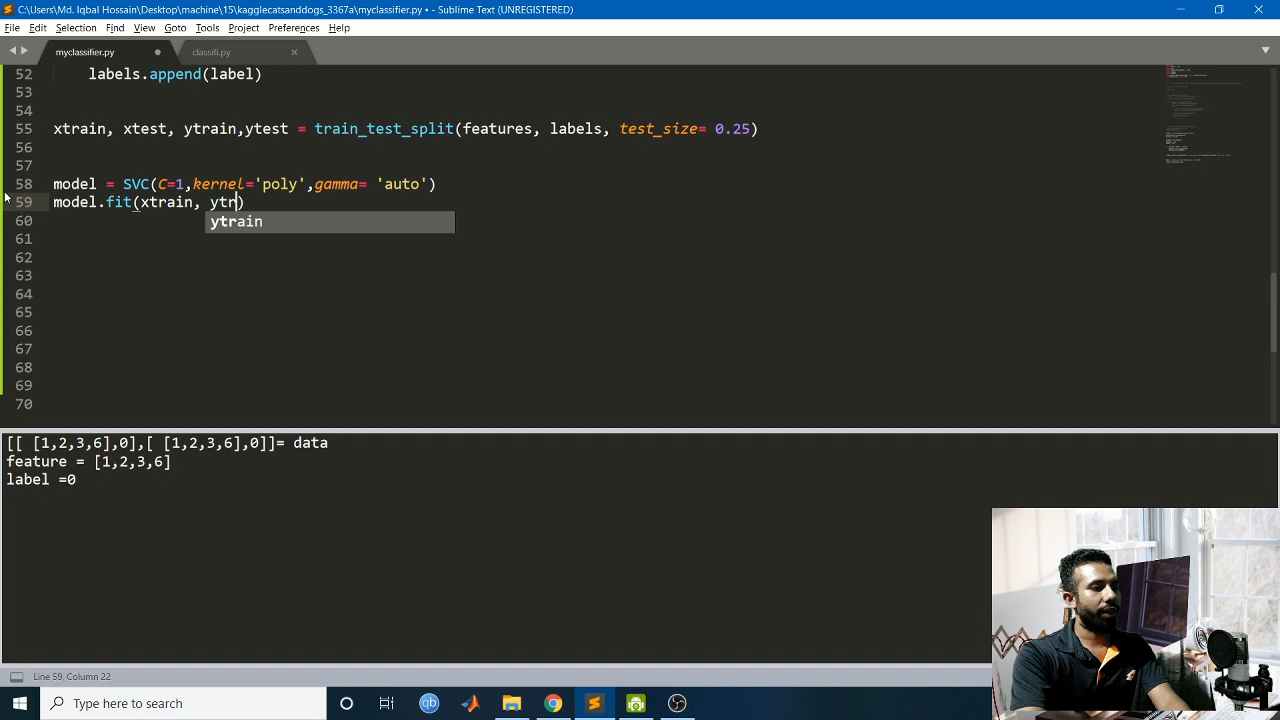 C:\Users\Md. Iqbal Hossain\Desktop\machine\15\kagglecatsanddogs_3367a\myclassifier.py • - Sublime Text (UNREGISTERED)
File Edit Selection Find View Goto Tools Project Preferences Help
myclassifier.py classifi.py
52 labels.append(label)
53
54
55 xtrain, xtest, ytrain,ytest = train_test_split(features, labels, test_size= 0.25)
56
57
58 model = SVC(C=1,kernel='poly',gamma= 'auto')
59 model.fit(xtrain, ytr)
60 ytrain
61
62
63
64
65
66
67
68
69
70
[[ [1,2,3,6],0],[ [1,2,3,6],0]]= data
feature = [1,2,3,6]
label =0
Line 59, Column 22
Type here to search
qb